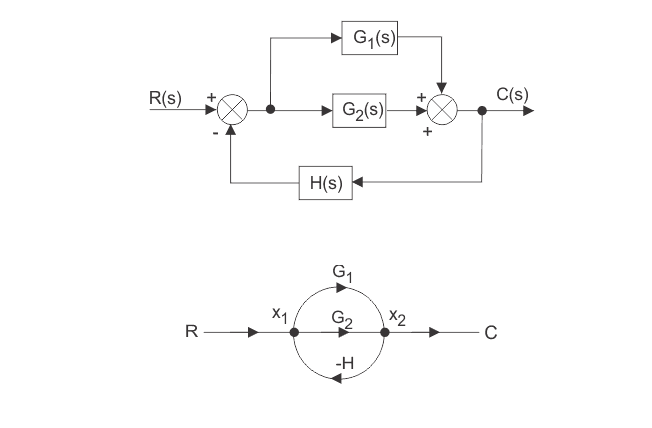 G₁(s)
R(s) + G₂(s) + C(s)
- +
H(s)
G₁
x₁ G₂ x₂
R C
-H